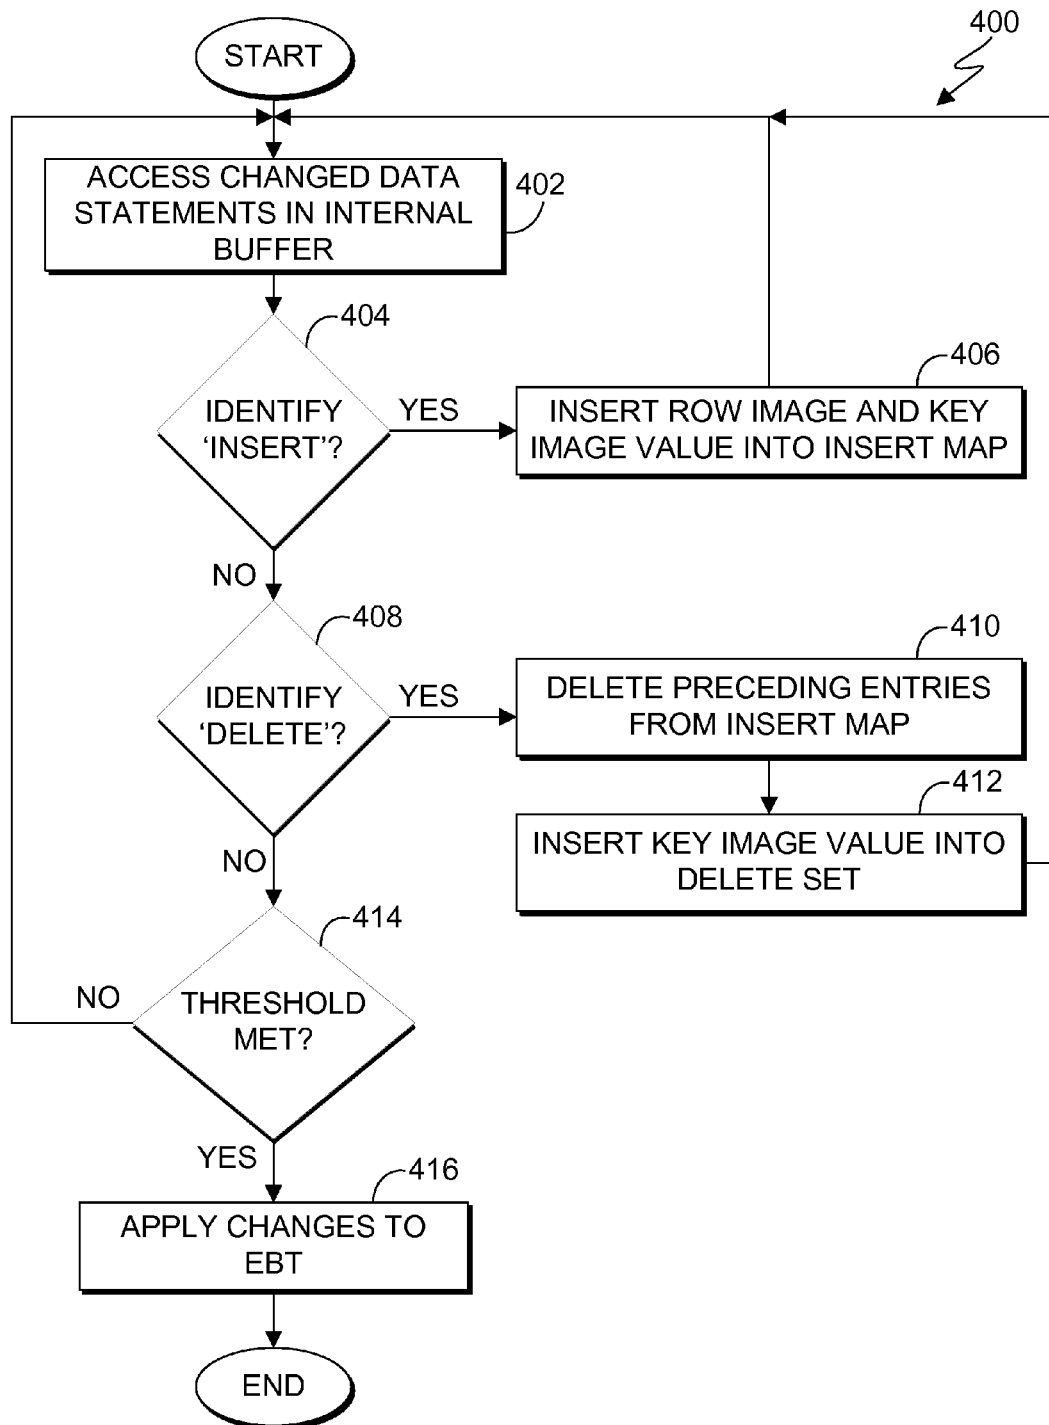 400
START
ACCESS CHANGED DATA
STATEMENTS IN INTERNAL
BUFFER
402
404
IDENTIFY
‘INSERT’?
YES
406
INSERT ROW IMAGE AND KEY
IMAGE VALUE INTO INSERT MAP
NO
408
IDENTIFY
‘DELETE’?
YES
410
DELETE PRECEDING ENTRIES
FROM INSERT MAP
412
INSERT KEY IMAGE VALUE INTO
DELETE SET
NO
414
THRESHOLD
MET?
NO
YES
416
APPLY CHANGES TO
EBT
END